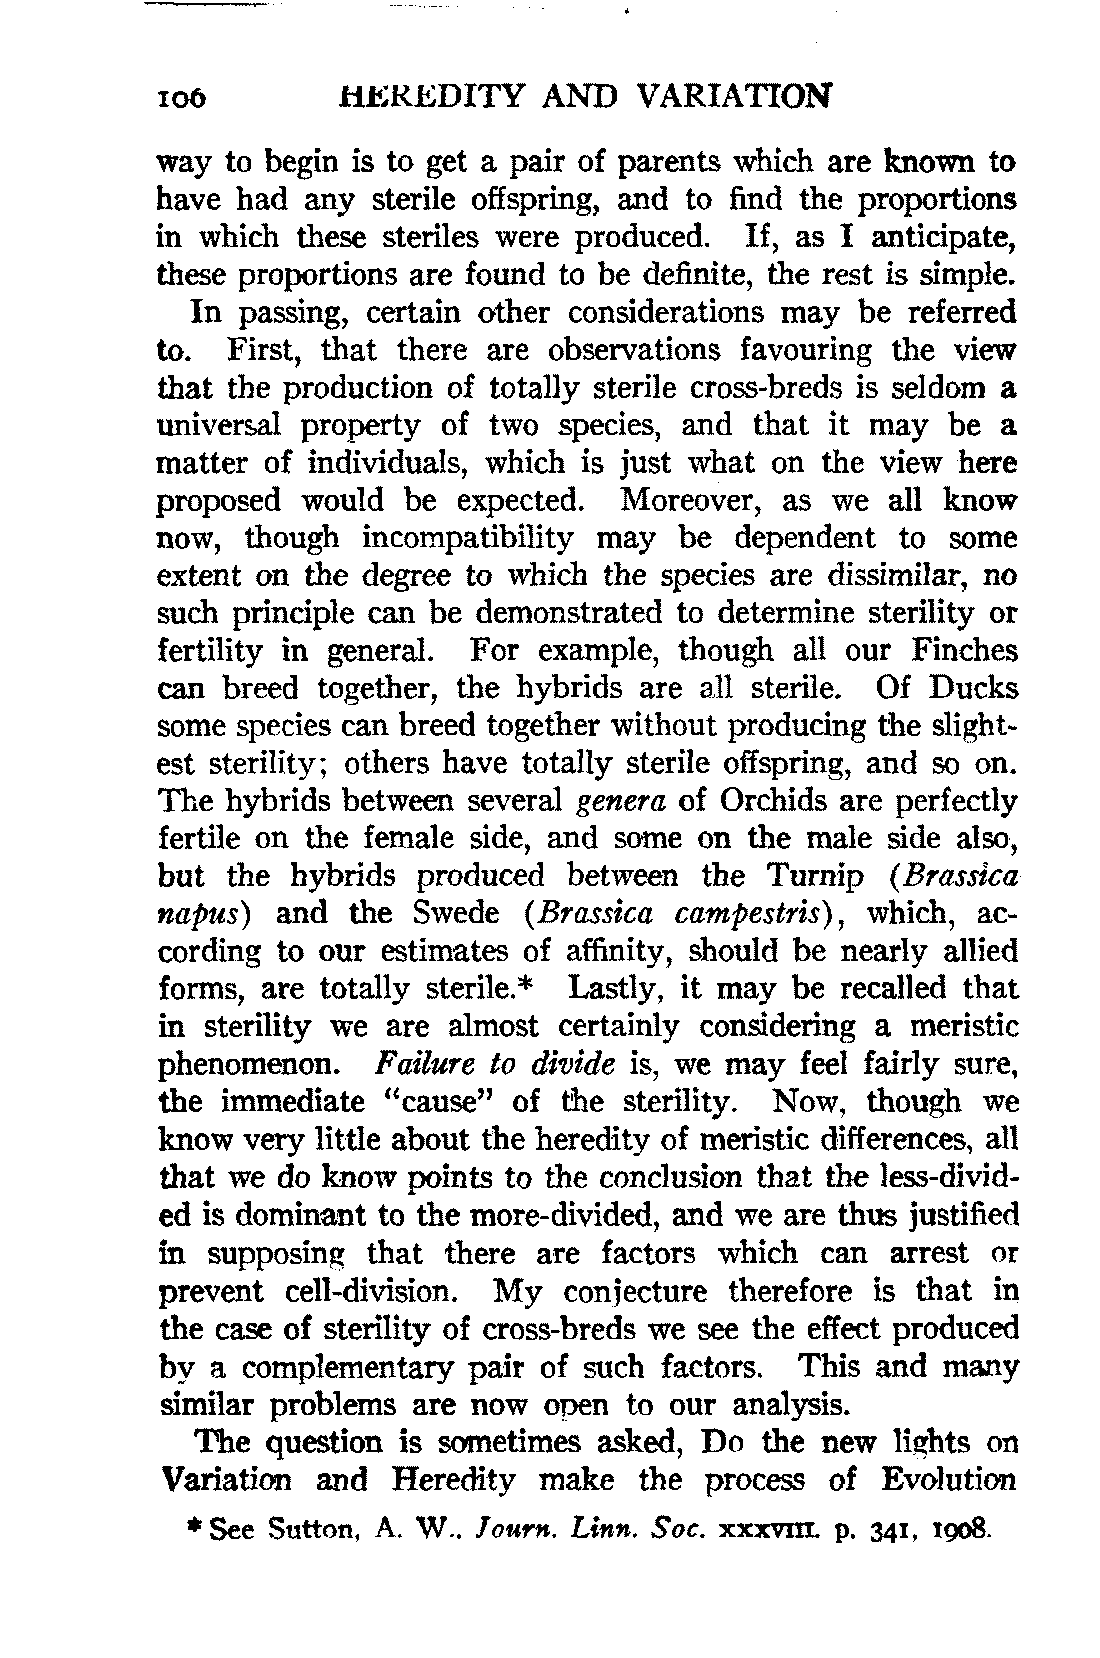 106 HEREDITY AND VARIATION
way to begin is to get a pair of parents which are known to
have had any sterile offspring, and to find the proportions
in which these steriles were produced. If, as I anticipate,
these proportions are found to be definite, the rest is simple.
In passing, certain other considerations may be referred
to. First, that there are observations favouring the view
that the production of totally sterile cross-breds is seldom a
universal property of two species, and that it may be a
matter of individuals, which is just what on the view here
proposed would be expected. Moreover, as we all know
now, though incompatibility may be dependent to some
extent on the degree to which the species are dissimilar, no
such principle can be demonstrated to determine sterility or
fertility in general. For example, though all our Finches
can breed together, the hybrids are all sterile. Of Ducks
some species can breed together without producing the slight-
est sterility; others have totally sterile offspring, and so on.
The hybrids between several genera of Orchids are perfectly
fertile on the female side, and some on the male side also,
but the hybrids produced between the Turnip (Brassica
napus) and the Swede (Brassica campestris), which, ac-
cording to our estimates of affinity, should be nearly allied
forms, are totally sterile.* Lastly, it may be recalled that
in sterility we are almost certainly considering a meristic
phenomenon. Failure to divide is, we may feel fairly sure,
the immediate "cause" of the sterility. Now, though we
know very little about the heredity of meristic differences, all
that we do know points to the conclusion that the less-divid-
ed is dominant to the more-divided, and we are thus justified
in supposing that there are factors which can arrest or
prevent cell-division. My conjecture therefore is that in
the case of sterility of cross-breds we see the effect produced
by a complementary pair of such factors. This and many
similar problems are now open to our analysis.
The question is sometimes asked, Do the new lights on
Variation and Heredity make the process of Evolution
* See Sutton, A. W., Journ. Linn. Soc. XXXVIII. p. 341, 1908.